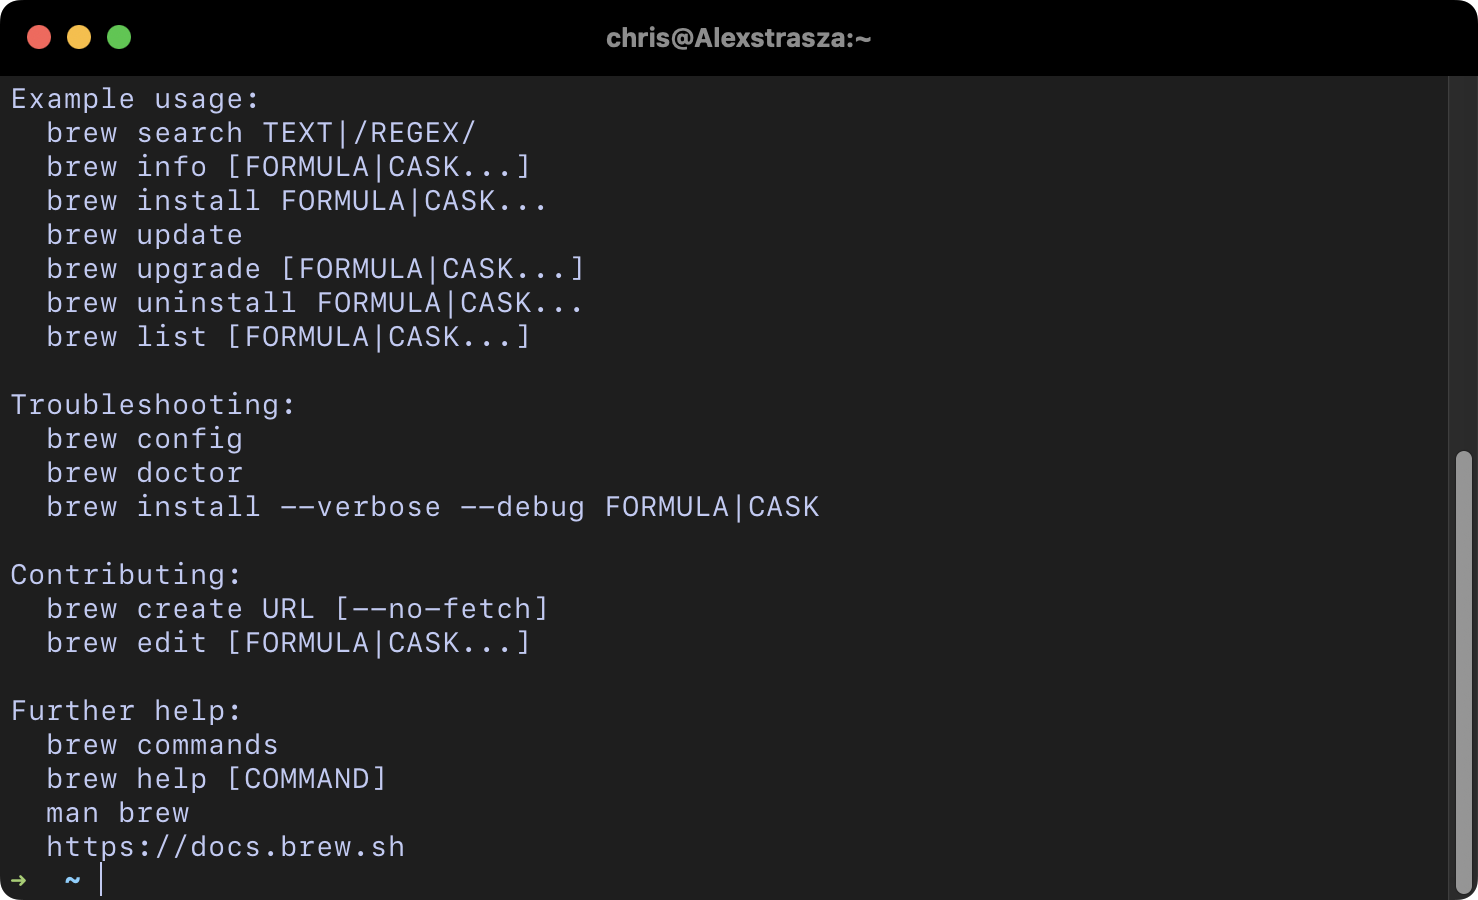 chris@Alexstrasza:~
Example usage:
  brew search TEXT|/REGEX/
  brew info [FORMULA|CASK...]
  brew install FORMULA|CASK...
  brew update
  brew upgrade [FORMULA|CASK...]
  brew uninstall FORMULA|CASK...
  brew list [FORMULA|CASK...]

Troubleshooting:
  brew config
  brew doctor
  brew install --verbose --debug FORMULA|CASK

Contributing:
  brew create URL [--no-fetch]
  brew edit [FORMULA|CASK...]

Further help:
  brew commands
  brew help [COMMAND]
  man brew
  https://docs.brew.sh
→  ~